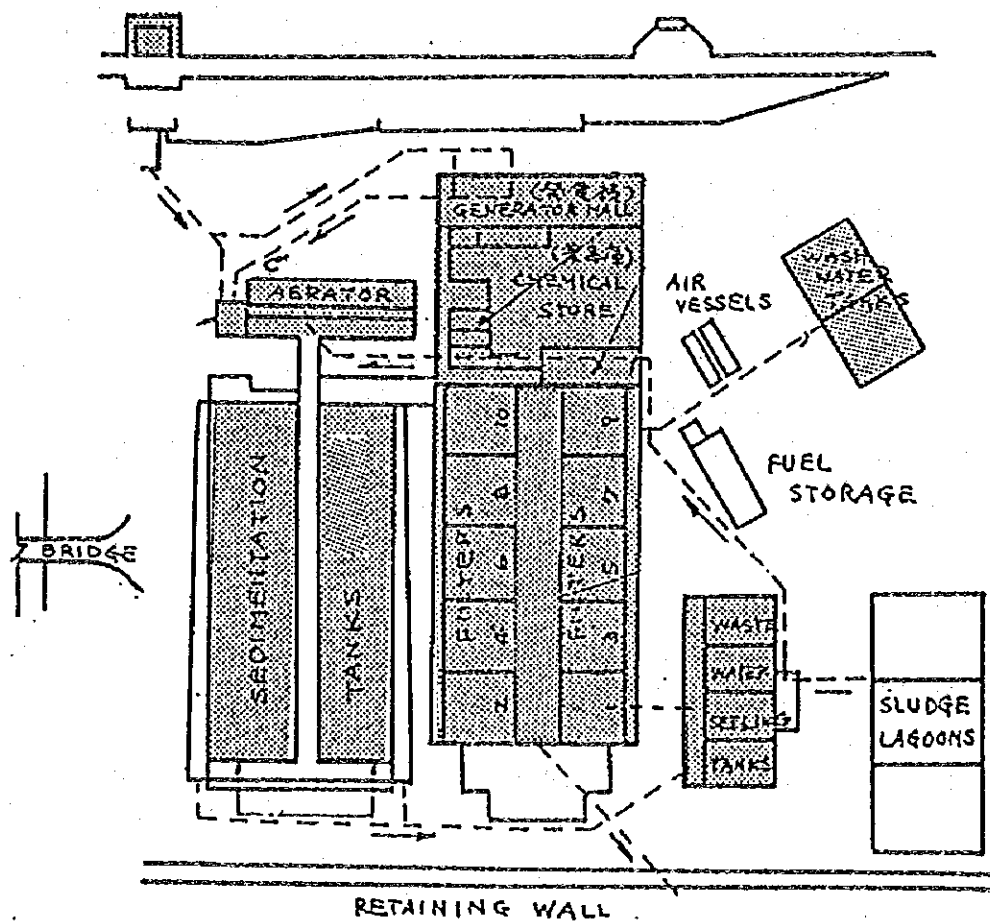 GENERATOR HALL
CHEMICAL
STORE
AERATOR
AIR
VESSELS
WASH
WATER
TANKS
FUEL
STORAGE
BRIDGE
SEDIMENTATION
TANKS
FILTERS
FILTERS
10
9
8
7
6
5
4
3
2
WASTE
WATER
SETLING
TANKS
SLUDGE
LAGOONS
RETAINING WALL